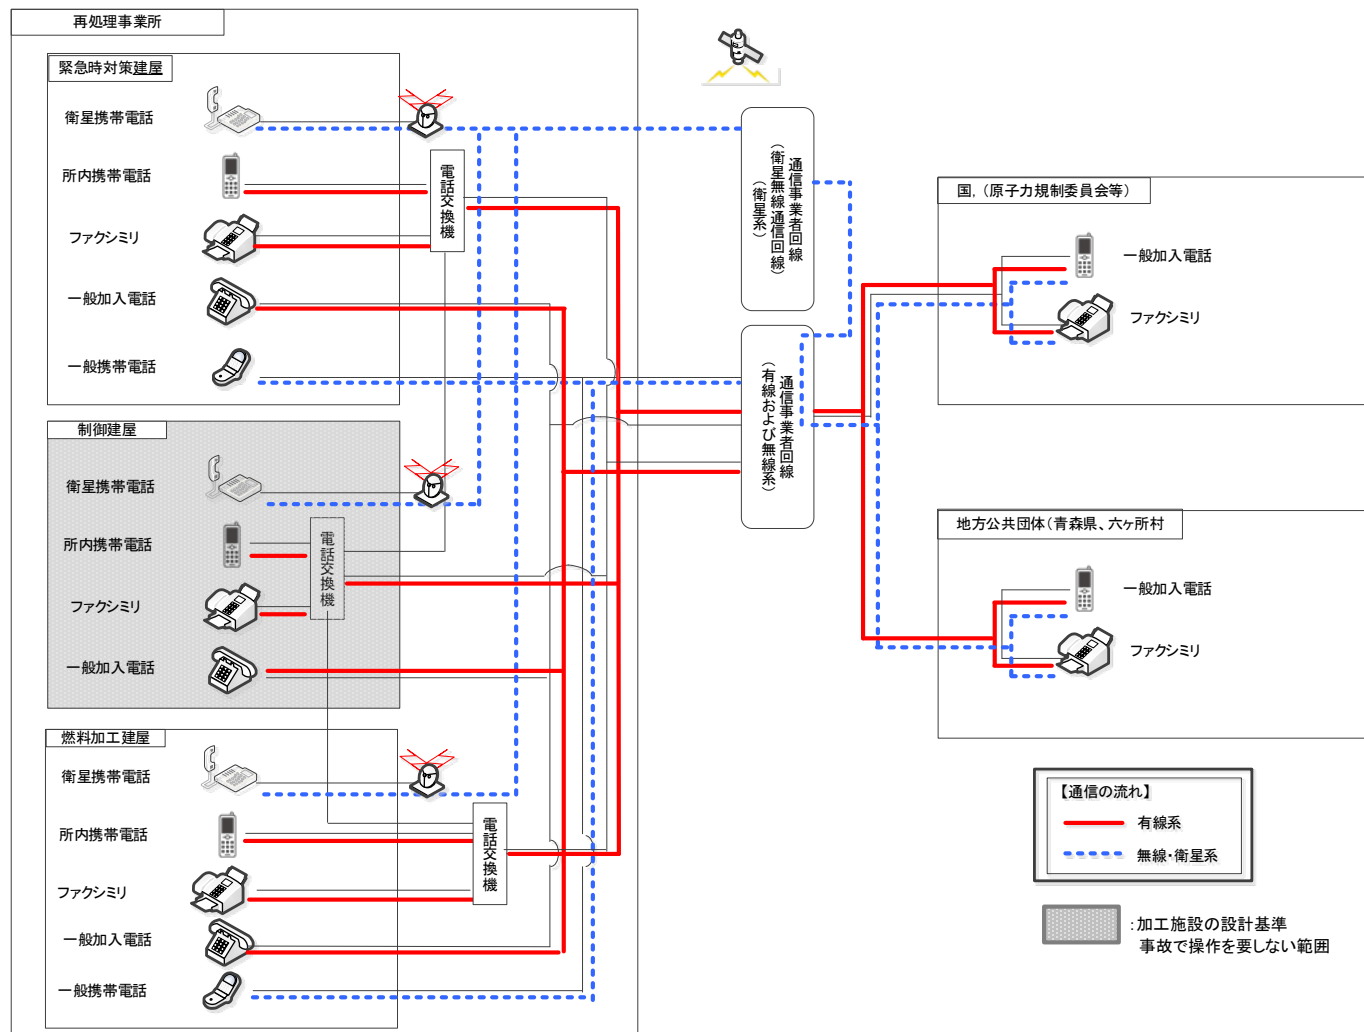 再処理事業所
緊急時対策建屋
衛星携帯電話
所内携帯電話
ファクシミリ
一般加入電話
一般携帯電話
電話交換機
制御建屋
衛星携帯電話
所内携帯電話
ファクシミリ
一般加入電話
電話交換機
燃料加工建屋
衛星携帯電話
所内携帯電話
ファクシミリ
一般加入電話
一般携帯電話
電話交換機
通信事業者回線
(衛星無線通信回線)
(衛星系)
通信事業者回線
(有線および無線系)
国,(原子力規制委員会等)
一般加入電話
ファクシミリ
地方公共団体(青森県、六ヶ所村
一般加入電話
ファクシミリ
【通信の流れ】
有線系
無線・衛星系
:加工施設の設計基準
事故で操作を要しない範囲